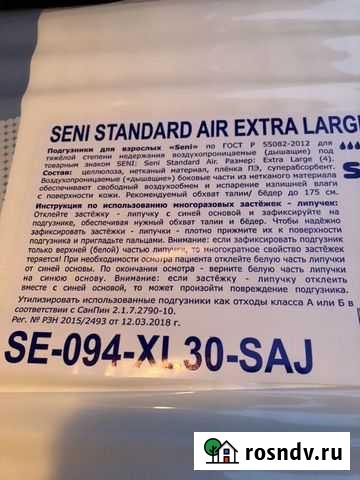 SENI STANDARD AIR EXTRA LARG
Подгузники для взрослых «Seni» по ГОСТ Р 55082-2012 для
тяжёлой степени недержания воздухопроницаемые (дышащие) под
товарным знаком SENI: Seni Standard Air. Размер: Extra Large (4).
Состав: целлюлоза, нетканый материал, плёнка ПЭ, суперабсорбент.
Воздухопроницаемые («дышащие») боковые части из нетканого материала
обеспечивают свободный воздухообмен и испарение излишней влаги
с поверхности кожи. Рекомендуемый обхват талии/ бёдер до 175 см.
Инструкция по использованию многоразовых застёжек - липучек:
Отклейте застёжку - липучку с синей основой и зафиксируйте на
подгузнике, обеспечивая нужный обхват талии и бёдер. Чтобы надёжно
зафиксировать застёжки - липучки - плотно прижмите их к поверхности
подгузника и пригладьте пальцами. Внимание: если зафиксировать подгузник
только верхней (белой) частью липучки, то многократное свойство застёжек
теряется! При необходимости осмотра пациента отклейте белую часть липучки
от синей основы. По окончании осмотра - верните белую часть липучки
на синюю основу. Внимание: если застёжку - липучку отклеить
вместе с синей основой, то может произойти повреждение подгузника.
Утилизировать использованные подгузники как отходы класса А или Б в
соответствии с СанПин 2.1.7.2790-10.
Рег. № РЗН 2015/2493 от 12.03.2018 г.
SE-094-XL30-SAJ
rosndv.ru